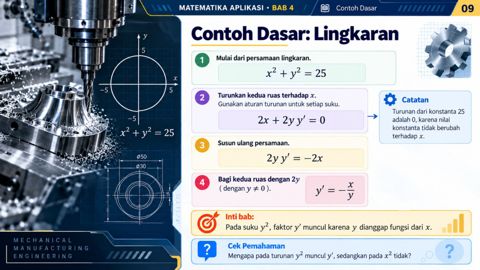 MATEMATIKA APLIKASI • BAB 4
Contoh Dasar
09
Contoh Dasar: Lingkaran
1
Mulai dari persamaan lingkaran.
x² + y² = 25
2
Turunkan kedua ruas terhadap x.
Gunakan aturan turunan untuk setiap suku.
2x + 2y y′ = 0
Catatan
Turunan dari konstanta 25
adalah 0, karena nilai
konstanta tidak berubah
terhadap x.
3
Susun ulang persamaan.
2y y′ = −2x
4
Bagi kedua ruas dengan 2y
( dengan y ≠ 0 ).
y′ = −x/y
Inti bab:
Pada suku y², faktor y′ muncul karena y dianggap fungsi dari x.
Cek Pemahaman
Mengapa pada turunan y² muncul y′, sedangkan pada x² tidak?
y
5
x
5
x² + y² = 25
Ø50
Ø30
MECHANICAL
MANUFACTURING
ENGINEERING